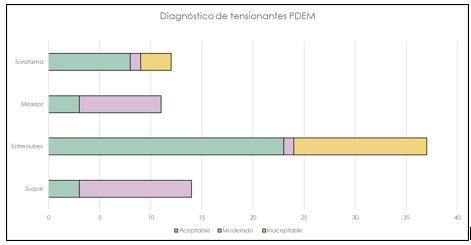 Diagnóstico de tensionantes PDEM
Soratama
Mirador
Entrenubes
Zuque
0 5 10 15 20 25 30 35 40
Aceptable Moderado Inaceptable